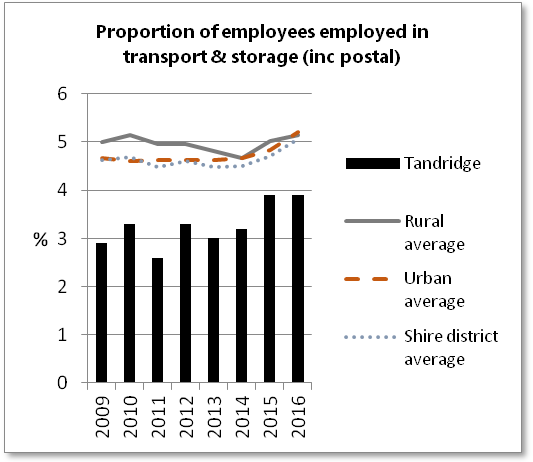 Proportion of employees employed in
transport & storage (inc postal)
6
5
4
3
2
1
0
%
2009
2010
2011
2012
2013
2014
2015
2016
Tandridge
Rural
average
Urban
average
Shire district
average